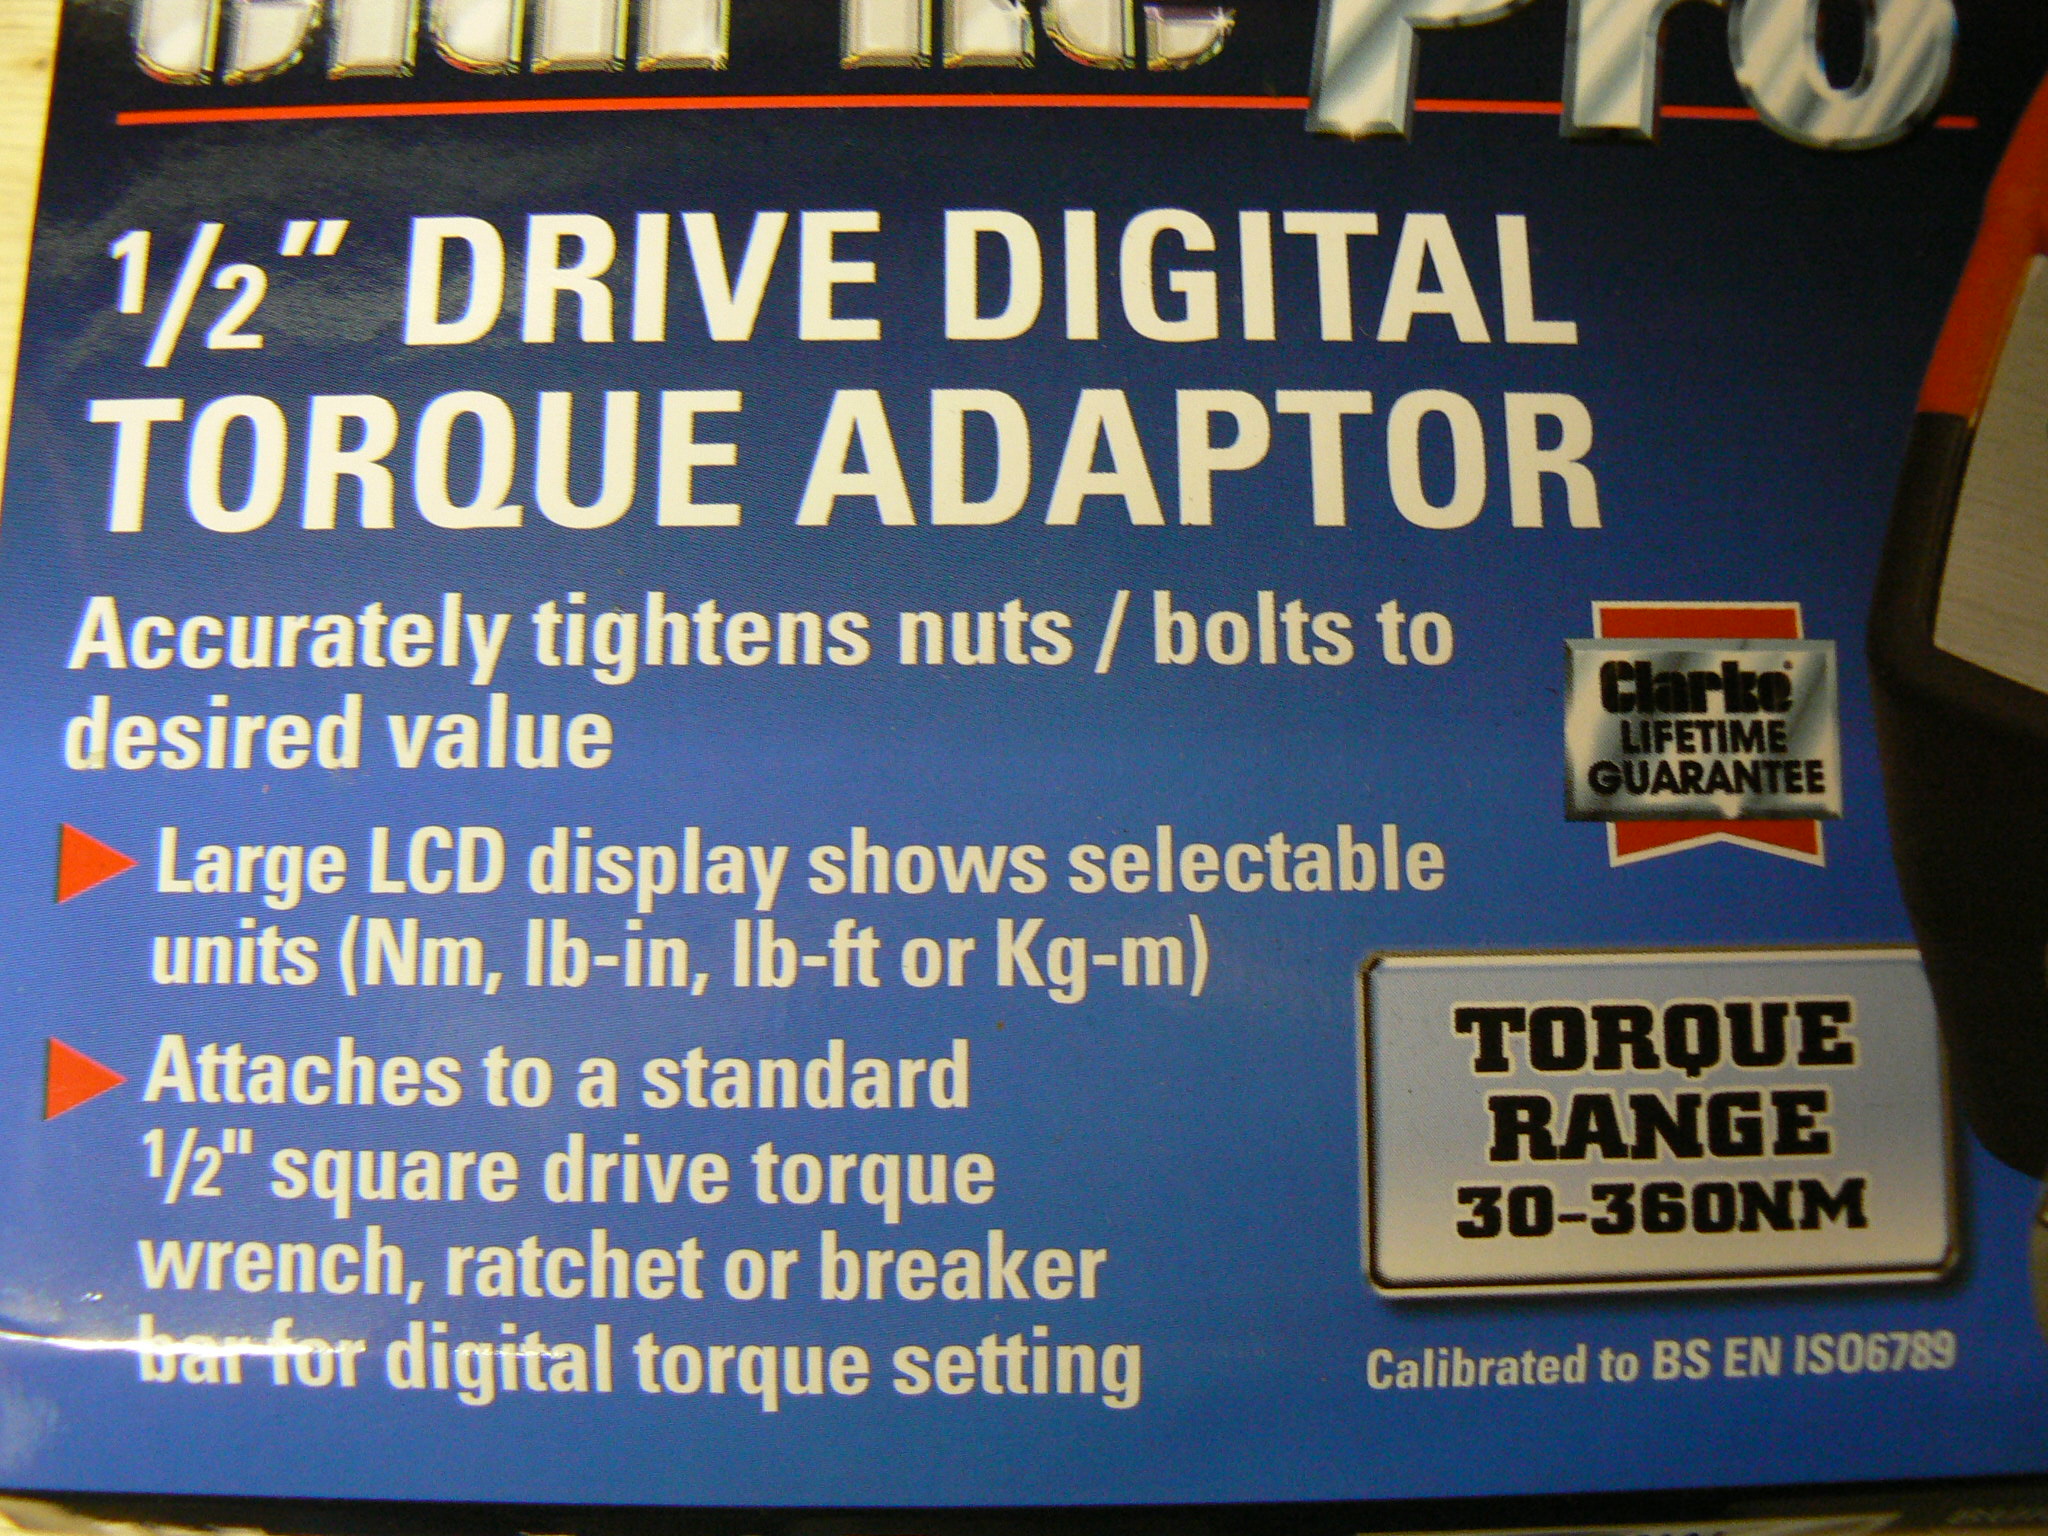 Clarke Pro
1/2" DRIVE DIGITAL
TORQUE ADAPTOR
Accurately tightens nuts / bolts to
desired value
Large LCD display shows selectable
units (Nm, lb-in, lb-ft or Kg-m)
Attaches to a standard
1/2" square drive torque
wrench, ratchet or breaker
bar for digital torque setting
Clarke
LIFETIME
GUARANTEE
TORQUE
RANGE
30-360NM
Calibrated to BS EN ISO6789